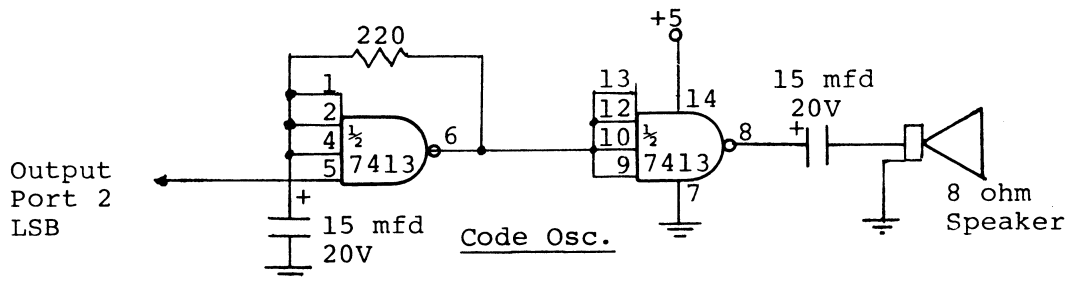 220
+5
1
2
4
5
½
7413
6
13
12
10
9
½
7413
14
8
7
15 mfd
20V
+
8 ohm
Speaker
Output
Port 2
LSB
+
15 mfd
20V
Code Osc.